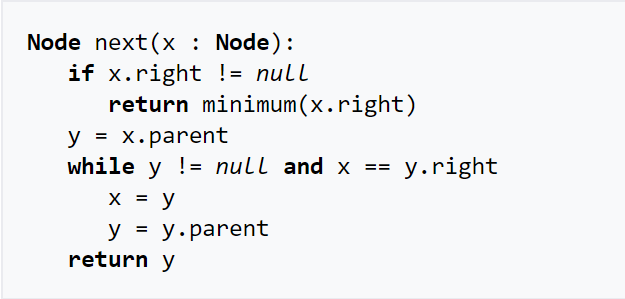 Node next(x : Node):
   if x.right != null
      return minimum(x.right)
   y = x.parent
   while y != null and x == y.right
      x = y
      y = y.parent
   return y